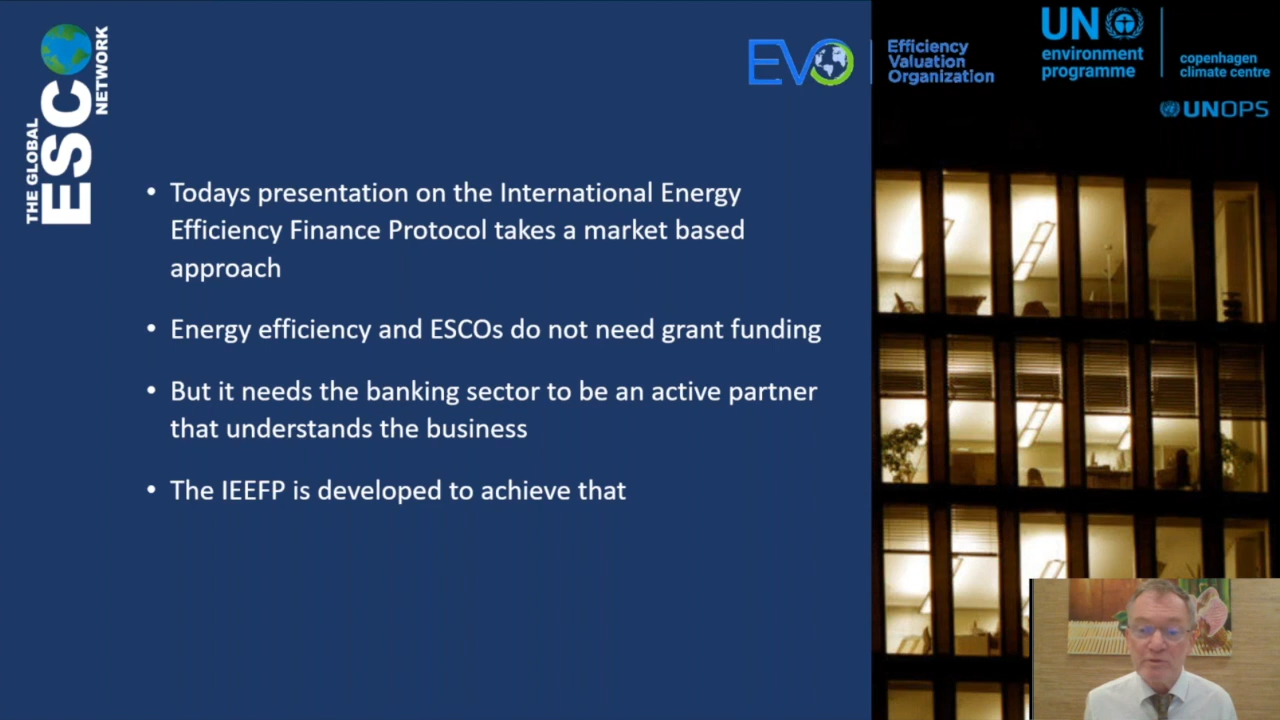 THE GLOBAL
ESCO
NETWORK
EVO
Efficiency
Valuation
Organization
UN
environment
programme
copenhagen
climate centre
UNOPS
• Todays presentation on the International Energy
Efficiency Finance Protocol takes a market based
approach
• Energy efficiency and ESCOs do not need grant funding
• But it needs the banking sector to be an active partner
that understands the business
• The IEEFP is developed to achieve that